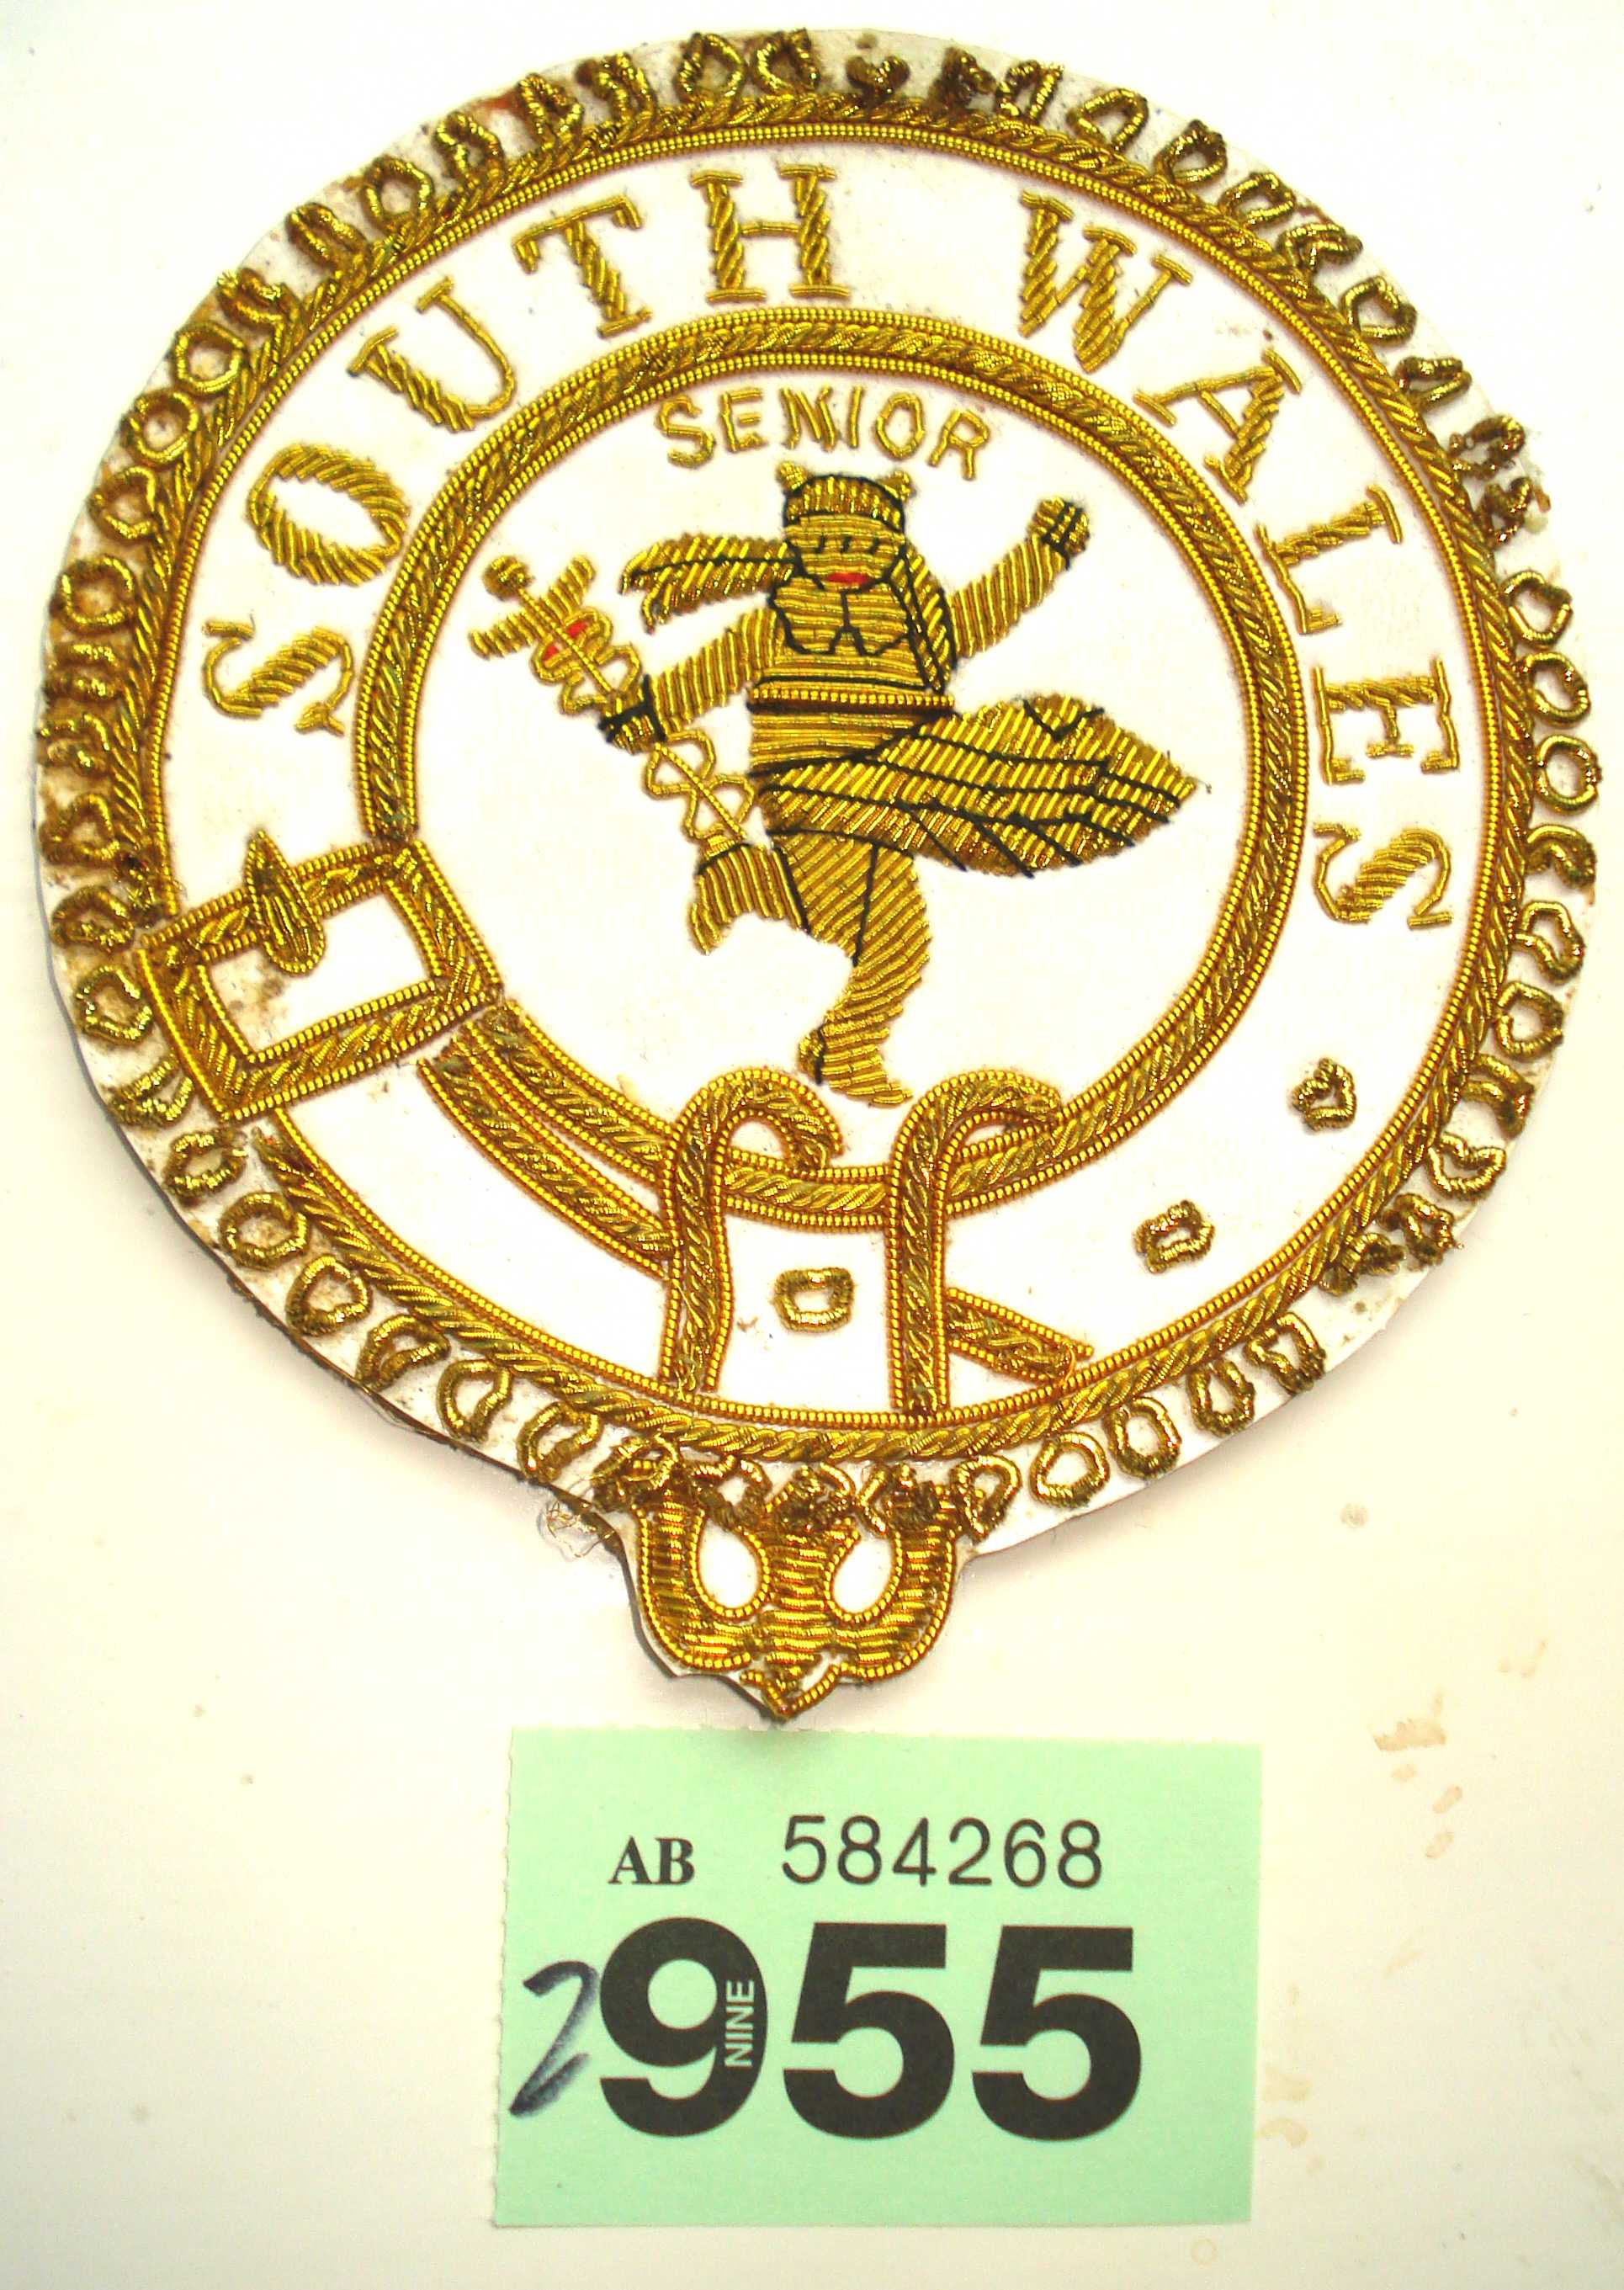 SOUTH WALES
SENIOR
AB 584268
2955
NINE